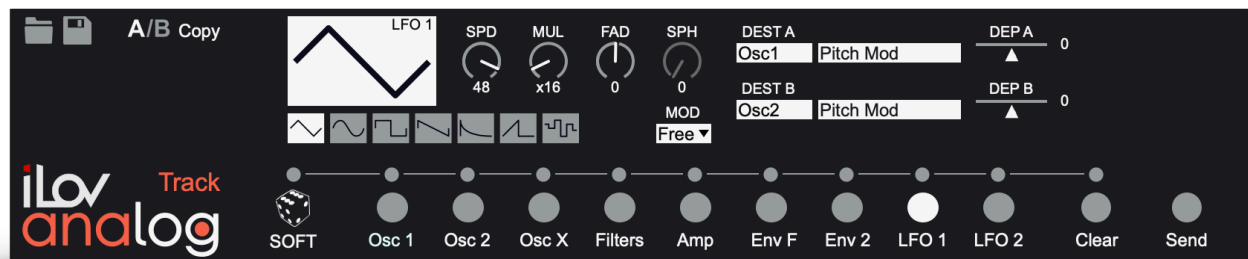 A/B Copy
LFO 1
SPD MUL FAD SPH
48 x16 0 0
MOD
Free
DEST A DEP A
Osc1 Pitch Mod 0
DEST B DEP B
Osc2 Pitch Mod 0
iLov analog
Track
SOFT Osc 1 Osc 2 Osc X Filters Amp Env F Env 2 LFO 1 LFO 2 Clear Send